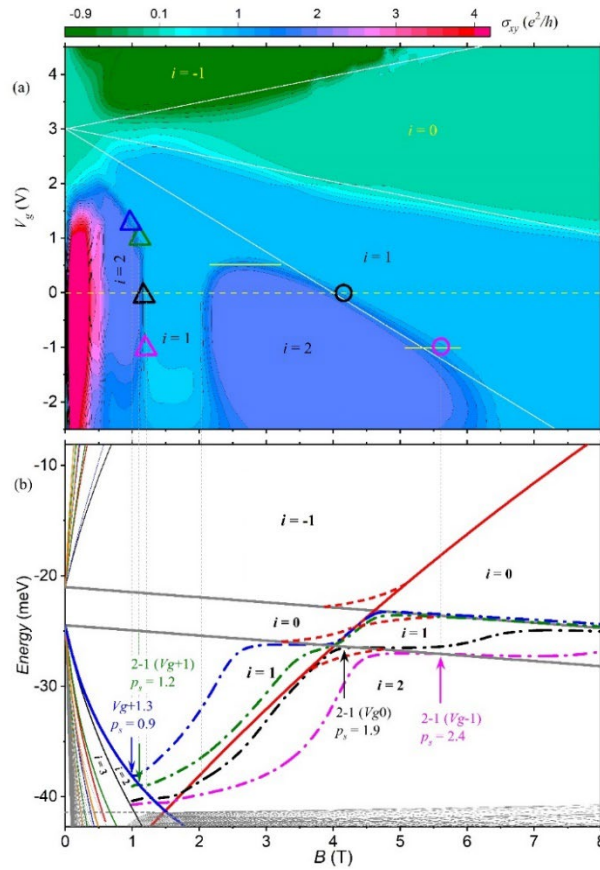 -0.9 0 0.1 1 2 3 4 σxy (e²/h)
(a)
i = -1
i = 0
i = 2
i = 1
i = 1
i = 2
4
3
2
1
0
-1
-2
Vg (V)
(b)
i = -1
i = 0
i = 0
i = 1
i = 1
i = 2
2-1 (Vg+1)
ps = 1.2
Vg+1.3
ps = 0.9
2-1 (Vg0)
ps = 1.9
2-1 (Vg-1)
ps = 2.4
i = 2
i = 3
-10
-20
-30
-40
Energy (meV)
0 1 2 3 4 5 6 7 8
B (T)